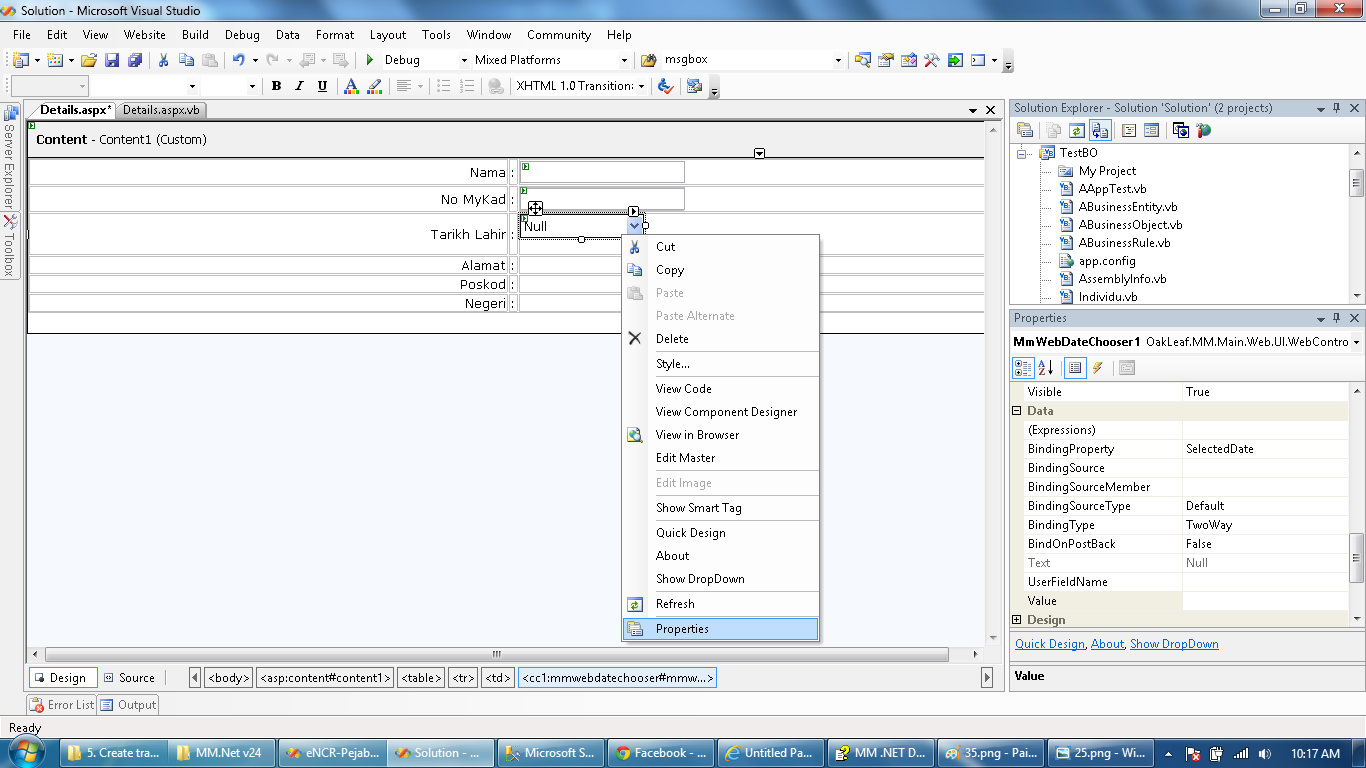 Solution - Microsoft Visual Studio
File Edit View Website Build Debug Data Format Layout Tools Window Community Help
Debug Mixed Platforms msgbox
B I U A XHTML 1.0 Transition:
Details.aspx* Details.aspx.vb
Server Explorer
Toolbox
Content - Content1 (Custom)
Nama :
No MyKad :
Tarikh Lahir : Null
Alamat :
Poskod :
Negeri :
Cut
Copy
Paste
Paste Alternate
Delete
Style...
View Code
View Component Designer
View in Browser
Edit Master
Edit Image
Show Smart Tag
Quick Design
About
Show DropDown
Refresh
Properties
Design Source <body> <asp:content#content1> <table> <tr> <td> <cc1:mmwebdatechooser#mmw...>
Error List Output
Ready
Solution Explorer - Solution 'Solution' (2 projects)
TestBO
My Project
AAppTest.vb
ABusinessEntity.vb
ABusinessObject.vb
ABusinessRule.vb
app.config
AssemblyInfo.vb
Individu.vb
Properties
MmWebDateChooser1 OakLeaf.MM.Main.Web.UI.WebContro
Visible True
Data
(Expressions)
BindingProperty SelectedDate
BindingSource
BindingSourceMember
BindingSourceType Default
BindingType TwoWay
BindOnPostBack False
Text Null
UserFieldName
Value
Design
Quick Design, About, Show DropDown
Value
5. Create tra... MM.Net v24 eNCR-Pejab... Solution - ... Microsoft S... Facebook - ... Untitled Pa... MM .NET D... 35.png - Pai... 25.png - Wi... 10:17 AM